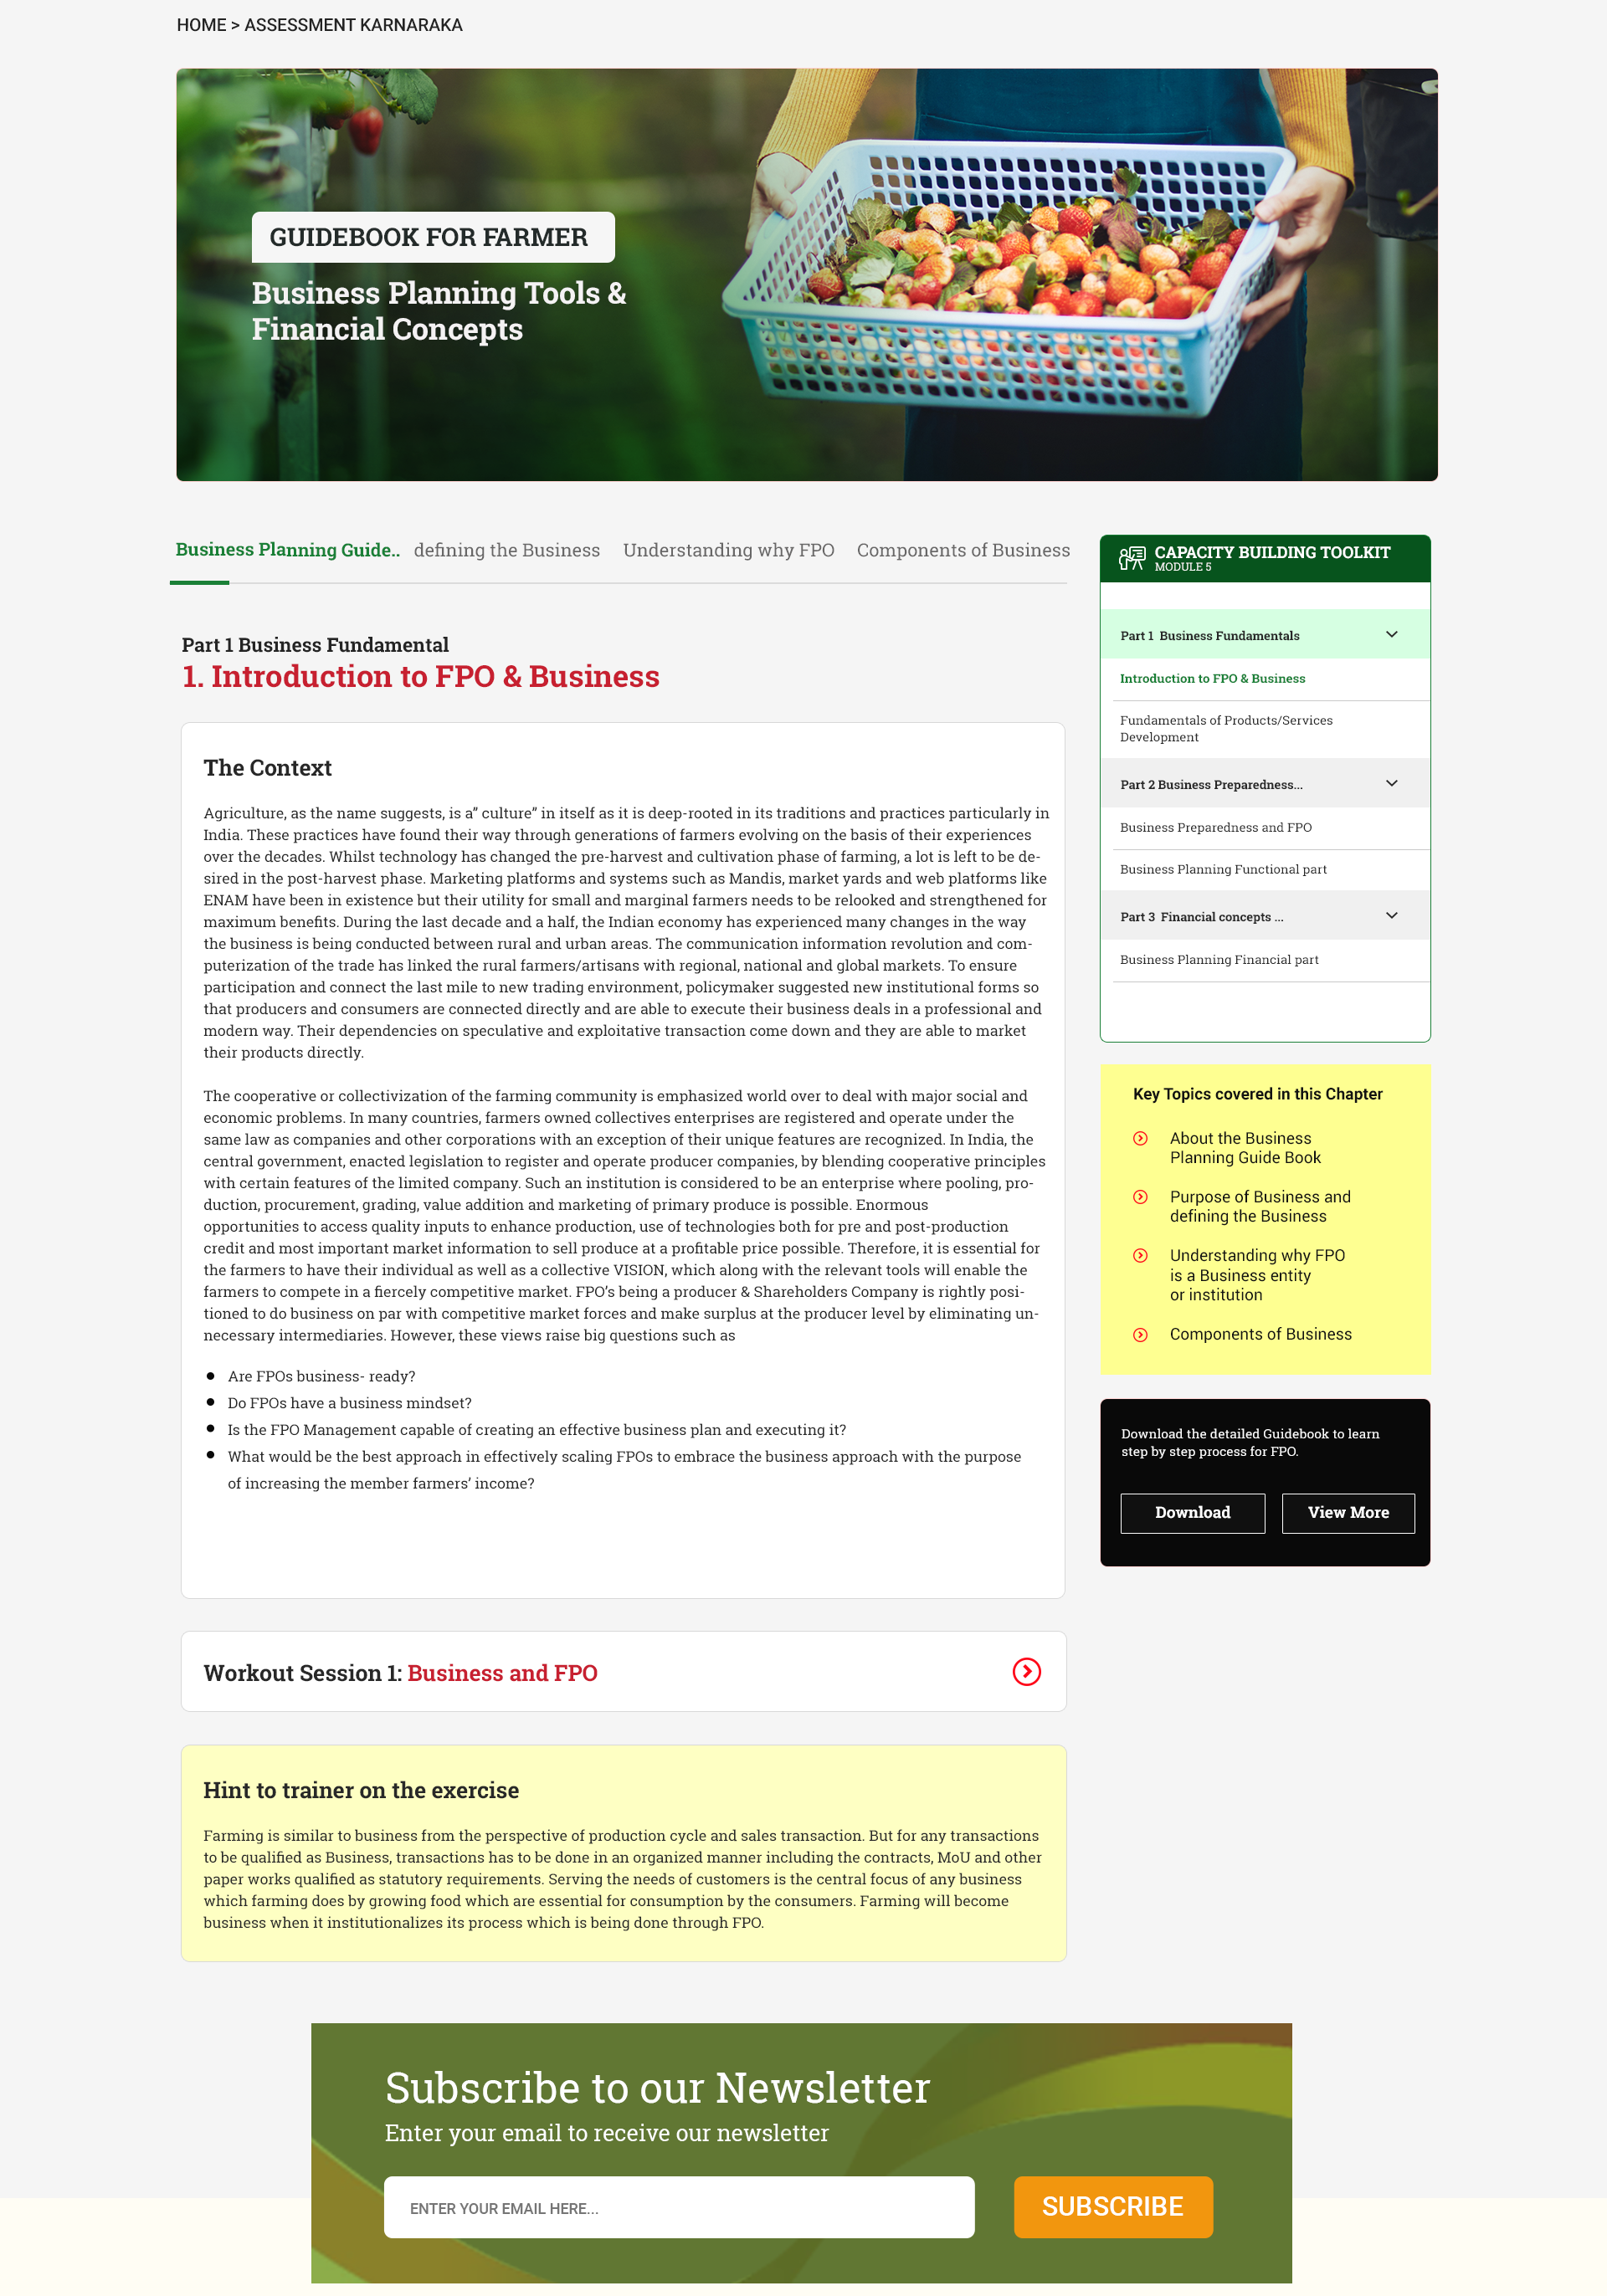 HOME > ASSESSMENT KARNARAKA
GUIDEBOOK FOR FARMER
Business Planning Tools &
Financial Concepts
Business Planning Guide.. defining the Business Understanding why FPO Components of Business
Part 1 Business Fundamental
1. Introduction to FPO & Business
The Context
Agriculture, as the name suggests, is a” culture” in itself as it is deep-rooted in its traditions and practices particularly in
India. These practices have found their way through generations of farmers evolving on the basis of their experiences
over the decades. Whilst technology has changed the pre-harvest and cultivation phase of farming, a lot is left to be de-
sired in the post-harvest phase. Marketing platforms and systems such as Mandis, market yards and web platforms like
ENAM have been in existence but their utility for small and marginal farmers needs to be relooked and strengthened for
maximum benefits. During the last decade and a half, the Indian economy has experienced many changes in the way
the business is being conducted between rural and urban areas. The communication information revolution and com-
puterization of the trade has linked the rural farmers/artisans with regional, national and global markets. To ensure
participation and connect the last mile to new trading environment, policymaker suggested new institutional forms so
that producers and consumers are connected directly and are able to execute their business deals in a professional and
modern way. Their dependencies on speculative and exploitative transaction come down and they are able to market
their products directly.
The cooperative or collectivization of the farming community is emphasized world over to deal with major social and
economic problems. In many countries, farmers owned collectives enterprises are registered and operate under the
same law as companies and other corporations with an exception of their unique features are recognized. In India, the
central government, enacted legislation to register and operate producer companies, by blending cooperative principles
with certain features of the limited company. Such an institution is considered to be an enterprise where pooling, pro-
duction, procurement, grading, value addition and marketing of primary produce is possible. Enormous
opportunities to access quality inputs to enhance production, use of technologies both for pre and post-production
credit and most important market information to sell produce at a profitable price possible. Therefore, it is essential for
the farmers to have their individual as well as a collective VISION, which along with the relevant tools will enable the
farmers to compete in a fiercely competitive market. FPO’s being a producer & Shareholders Company is rightly posi-
tioned to do business on par with competitive market forces and make surplus at the producer level by eliminating un-
necessary intermediaries. However, these views raise big questions such as
● Are FPOs business- ready?
● Do FPOs have a business mindset?
● Is the FPO Management capable of creating an effective business plan and executing it?
● What would be the best approach in effectively scaling FPOs to embrace the business approach with the purpose
of increasing the member farmers’ income?
Workout Session 1: Business and FPO
Hint to trainer on the exercise
Farming is similar to business from the perspective of production cycle and sales transaction. But for any transactions
to be qualified as Business, transactions has to be done in an organized manner including the contracts, MoU and other
paper works qualified as statutory requirements. Serving the needs of customers is the central focus of any business
which farming does by growing food which are essential for consumption by the consumers. Farming will become
business when it institutionalizes its process which is being done through FPO.
CAPACITY BUILDING TOOLKIT
MODULE 5
Part 1 Business Fundamentals
Introduction to FPO & Business
Fundamentals of Products/Services
Development
Part 2 Business Preparedness...
Business Preparedness and FPO
Business Planning Functional part
Part 3 Financial concepts ...
Business Planning Financial part
Key Topics covered in this Chapter
About the Business
Planning Guide Book
Purpose of Business and
defining the Business
Understanding why FPO
is a Business entity
or institution
Components of Business
Download the detailed Guidebook to learn
step by step process for FPO.
Download View More
Subscribe to our Newsletter
Enter your email to receive our newsletter
ENTER YOUR EMAIL HERE...
SUBSCRIBE